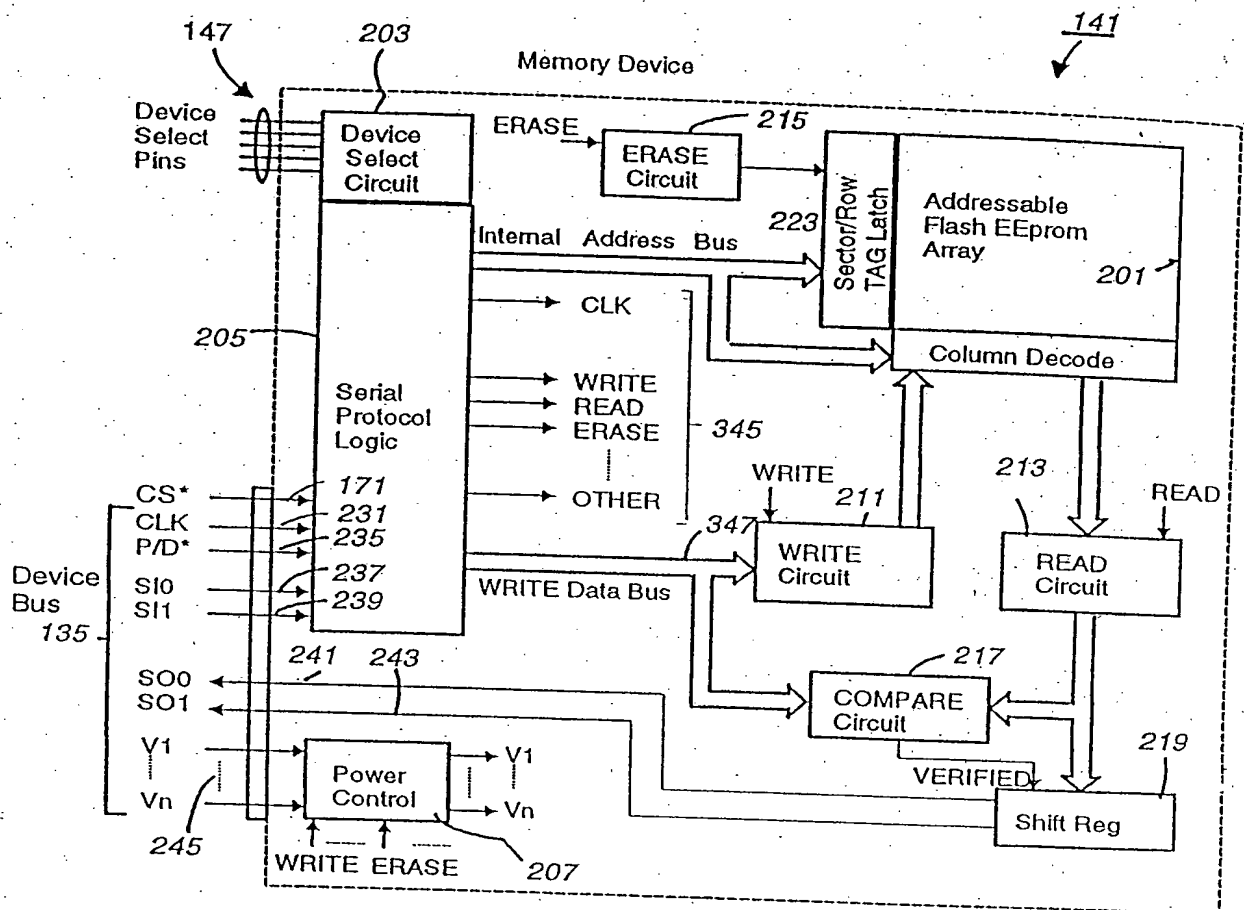 147
203
141
Memory Device
Device
Select
Pins
Device
Select
Circuit
ERASE
215
ERASE
Circuit
223
Sector/Row
TAG Latch
Addressable
Flash EEprom
Array
201
Internal Address Bus
CLK
205
Column Decode
Serial
Protocol
Logic
WRITE
READ
ERASE
345
OTHER
WRITE
211
213
READ
CS*
171
CLK
231
P/D*
235
SI0
237
SI1
239
Device
Bus
135
347
WRITE
Circuit
READ
Circuit
WRITE Data Bus
241
243
SO0
SO1
217
COMPARE
Circuit
219
VERIFIED
Shift Reg
V1
Vn
245
Power
Control
V1
Vn
WRITE
ERASE
207